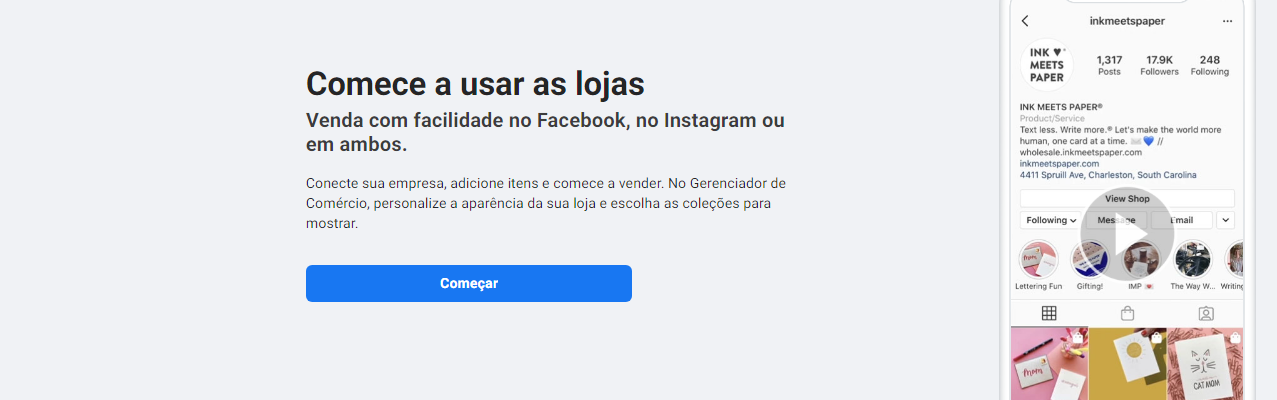 Comece a usar as lojas
Venda com facilidade no Facebook, no Instagram ou
em ambos.
Conecte sua empresa, adicione itens e comece a vender. No Gerenciador de
Comércio, personalize a aparência da sua loja e escolha as coleções para
mostrar.
Começar
inkmeetspaper
INK ♥
MEETS
PAPER
1,317 17.9K 248
Posts Followers Following
INK MEETS PAPER®
Product/Service
Text less. Write more.® Let's make the world more
human, one card at a time. ✉️💙 //
wholesale.inkmeetspaper.com
inkmeetspaper.com
4411 Spruill Ave, Charleston, South Carolina
View Shop
Following Message Email
Lettering Fun Gifting! IMP 💌 The Way W... Writing
Mom
CAT MOM